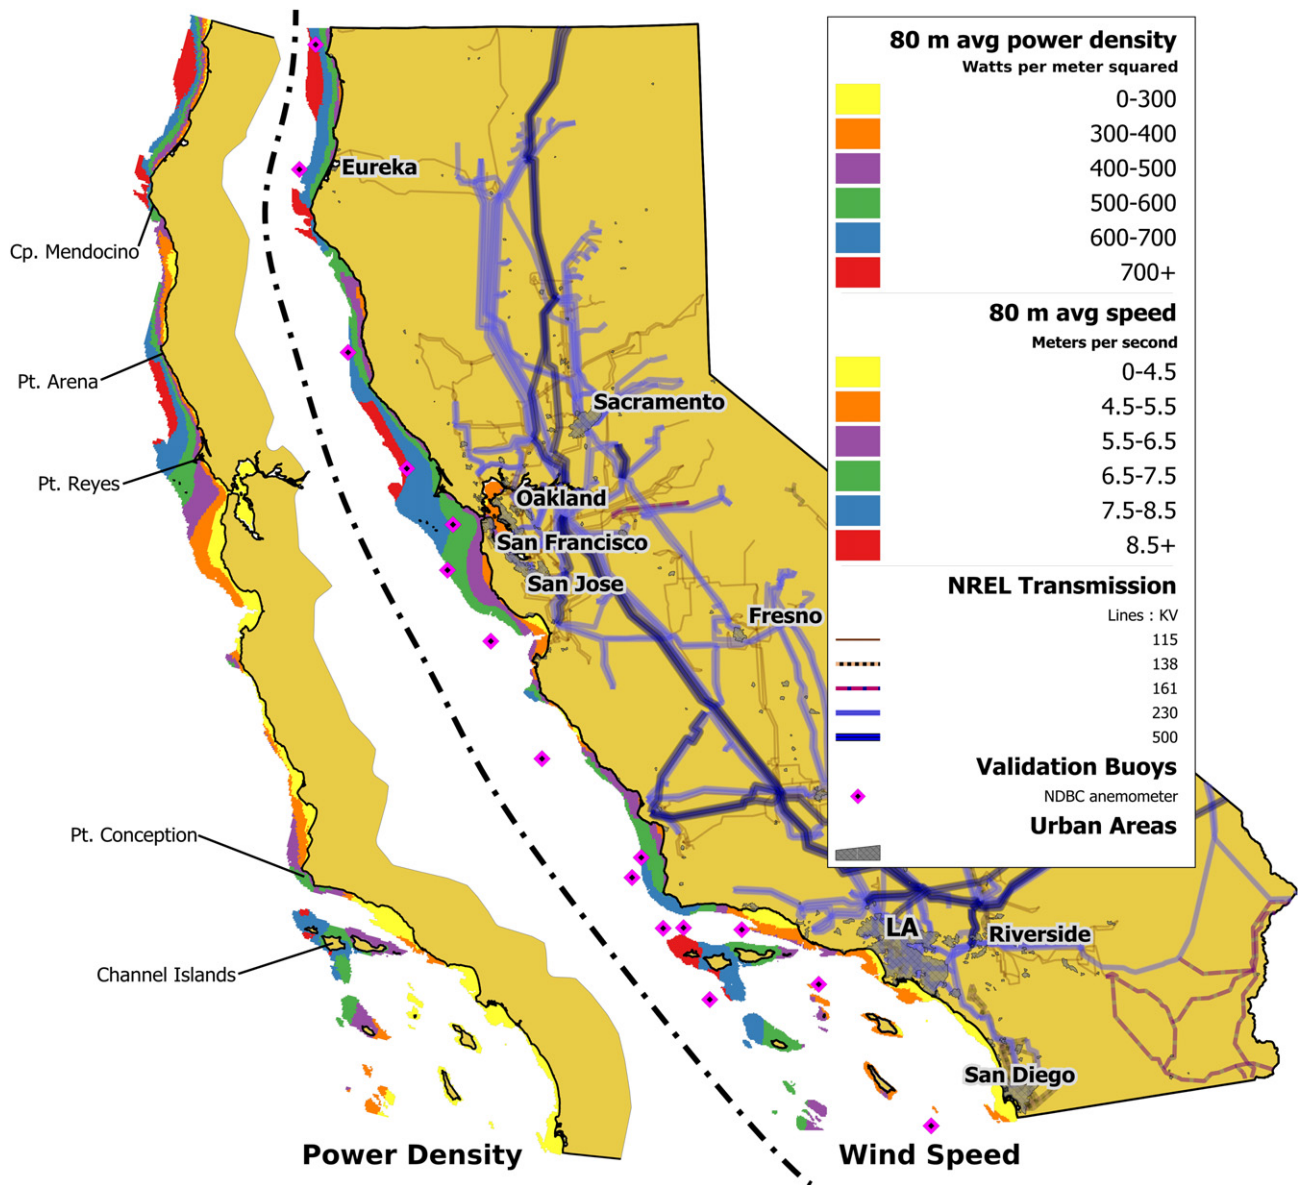 80 m avg power density
Watts per meter squared
0-300
300-400
400-500
500-600
600-700
700+
80 m avg speed
Meters per second
0-4.5
4.5-5.5
5.5-6.5
6.5-7.5
7.5-8.5
8.5+
NREL Transmission
Lines : KV
115
138
161
230
500
Validation Buoys
NDBC anemometer
Urban Areas
Cp. Mendocino
Pt. Arena
Pt. Reyes
Pt. Conception
Channel Islands
Eureka
Sacramento
Oakland
San Francisco
San Jose
Fresno
LA
Riverside
San Diego
Power Density
Wind Speed